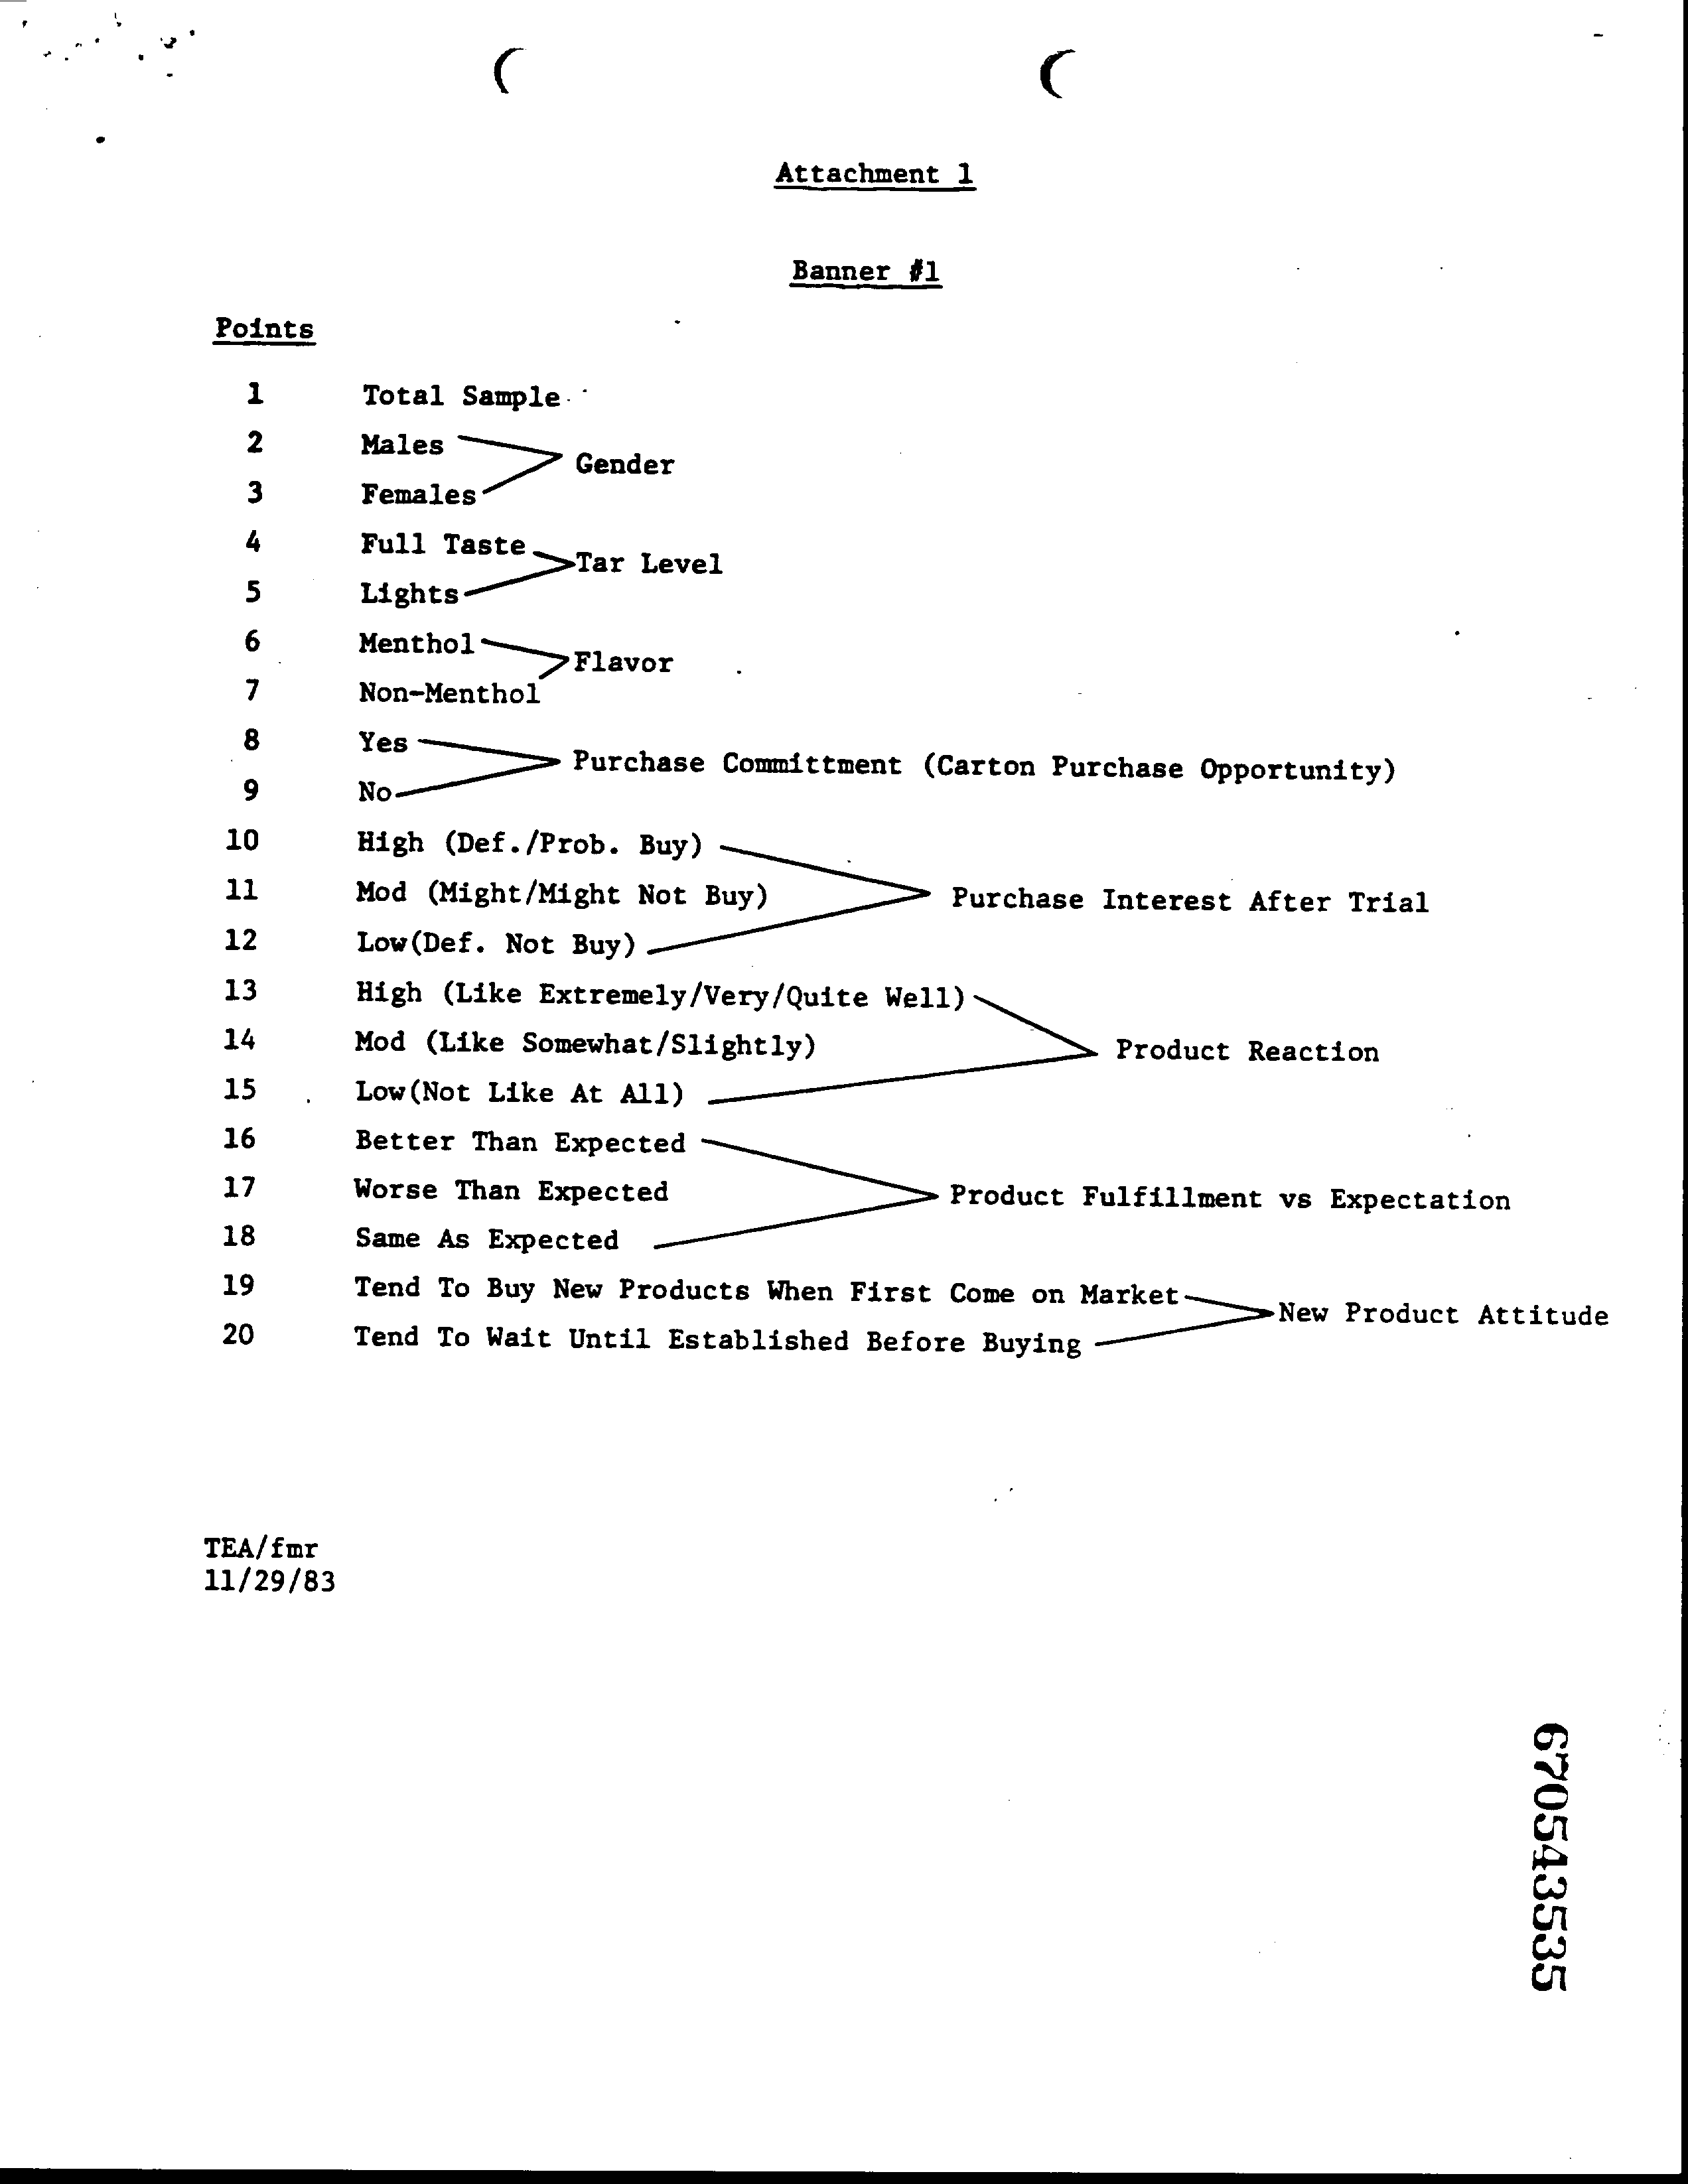 Attachment 1
Banner #1
Points
1 Total Sample
2 Males
Gender
3 Females
4 Full Taste
Tar Level
5 Lights
6 Menthol
Flavor
7 Non-Menthol
8 Yes
Purchase Committment (Carton Purchase Opportunity)
9 No
10 High (Def./Prob. Buy)
11 Mod (Might/Might Not Buy) Purchase Interest After Trial
12 Low(Def. Not Buy)
13 High (Like Extremely/Very/Quite Well)
14 Mod (Like Somewhat/Slightly) Product Reaction
15 Low(Not Like At All)
16 Better Than Expected
17 Worse Than Expected Product Fulfillment vs Expectation
18 Same As Expected
19 Tend To Buy New Products When First Come on Market
New Product Attitude
20 Tend To Wait Until Established Before Buying
TEA/fmr
11/29/83
670543535